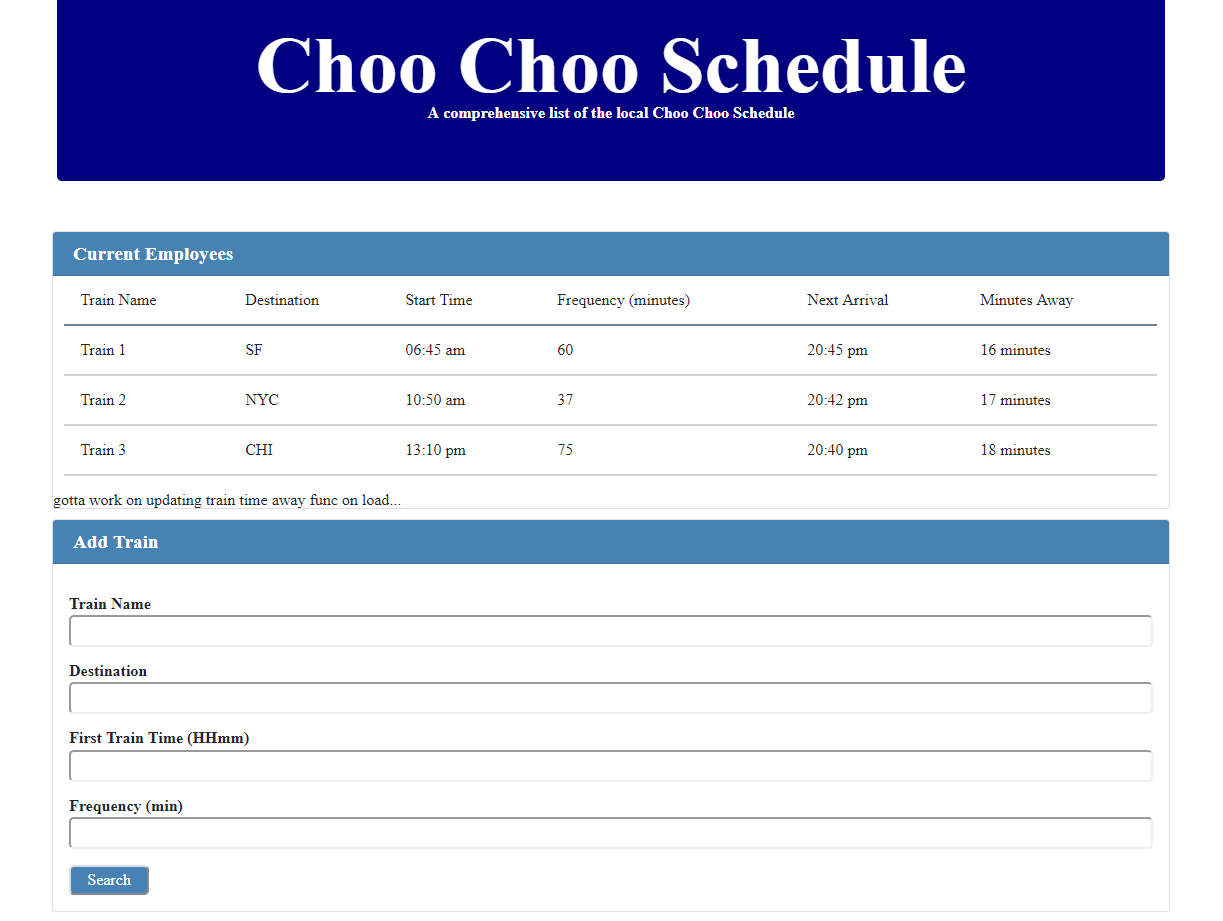 Choo Choo Schedule
A comprehensive list of the local Choo Choo Schedule
Current Employees
Train Name Destination Start Time Frequency (minutes) Next Arrival Minutes Away
Train 1 SF 06:45 am 60 20:45 pm 16 minutes
Train 2 NYC 10:50 am 37 20:42 pm 17 minutes
Train 3 CHI 13:10 pm 75 20:40 pm 18 minutes
gotta work on updating train time away func on load...
Add Train
Train Name
Destination
First Train Time (HHmm)
Frequency (min)
Search